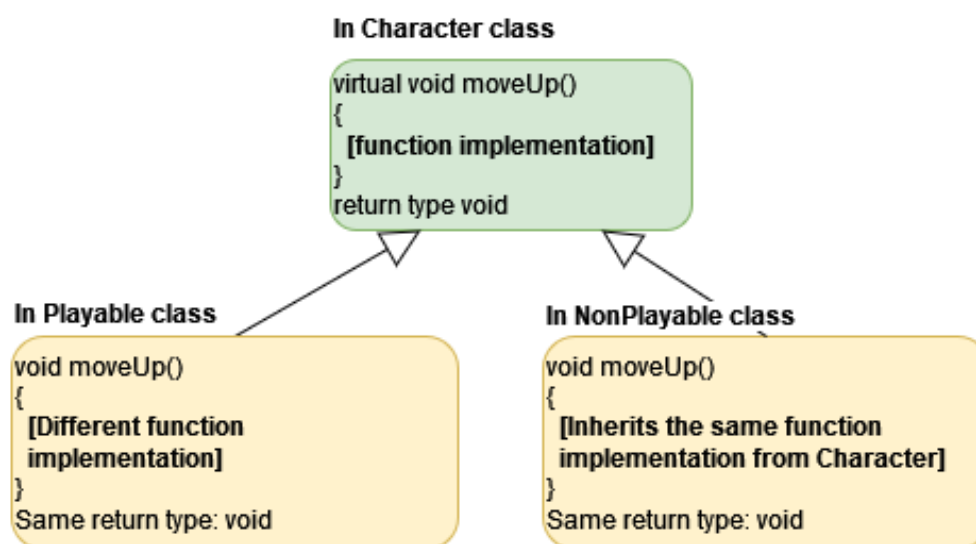 In Character class
virtual void moveUp()
{
[function implementation]
}
return type void
In Playable class
void moveUp()
{
[Different function
implementation]
}
Same return type: void
In NonPlayable class
void moveUp()
{
[Inherits the same function
implementation from Character]
}
Same return type: void